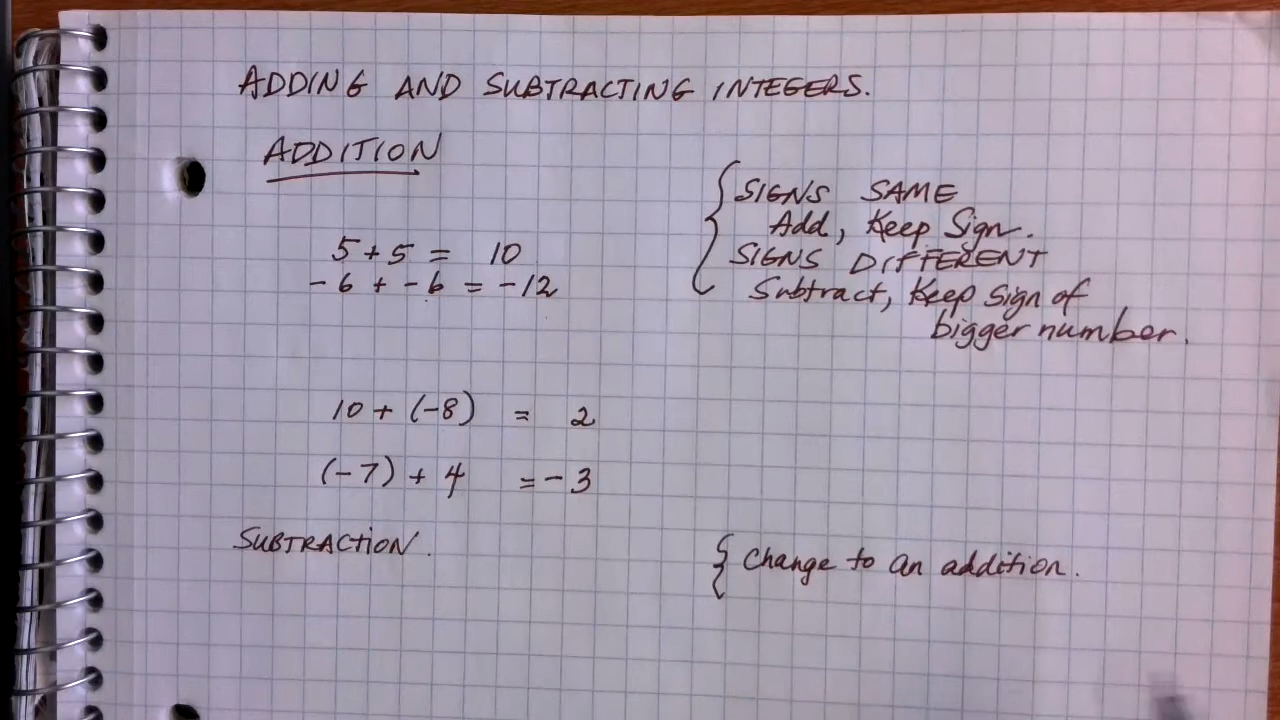 ADDING AND SUBTRACTING INTEGERS.
ADDITION
SIGNS SAME
Add, Keep Sign.
SIGNS DIFFERENT
Subtract, Keep Sign of
bigger number.
5 + 5 = 10
-6 + -6 = -12
10 + (-8) = 2
(-7) + 4 = -3
SUBTRACTION.
Change to an addition.